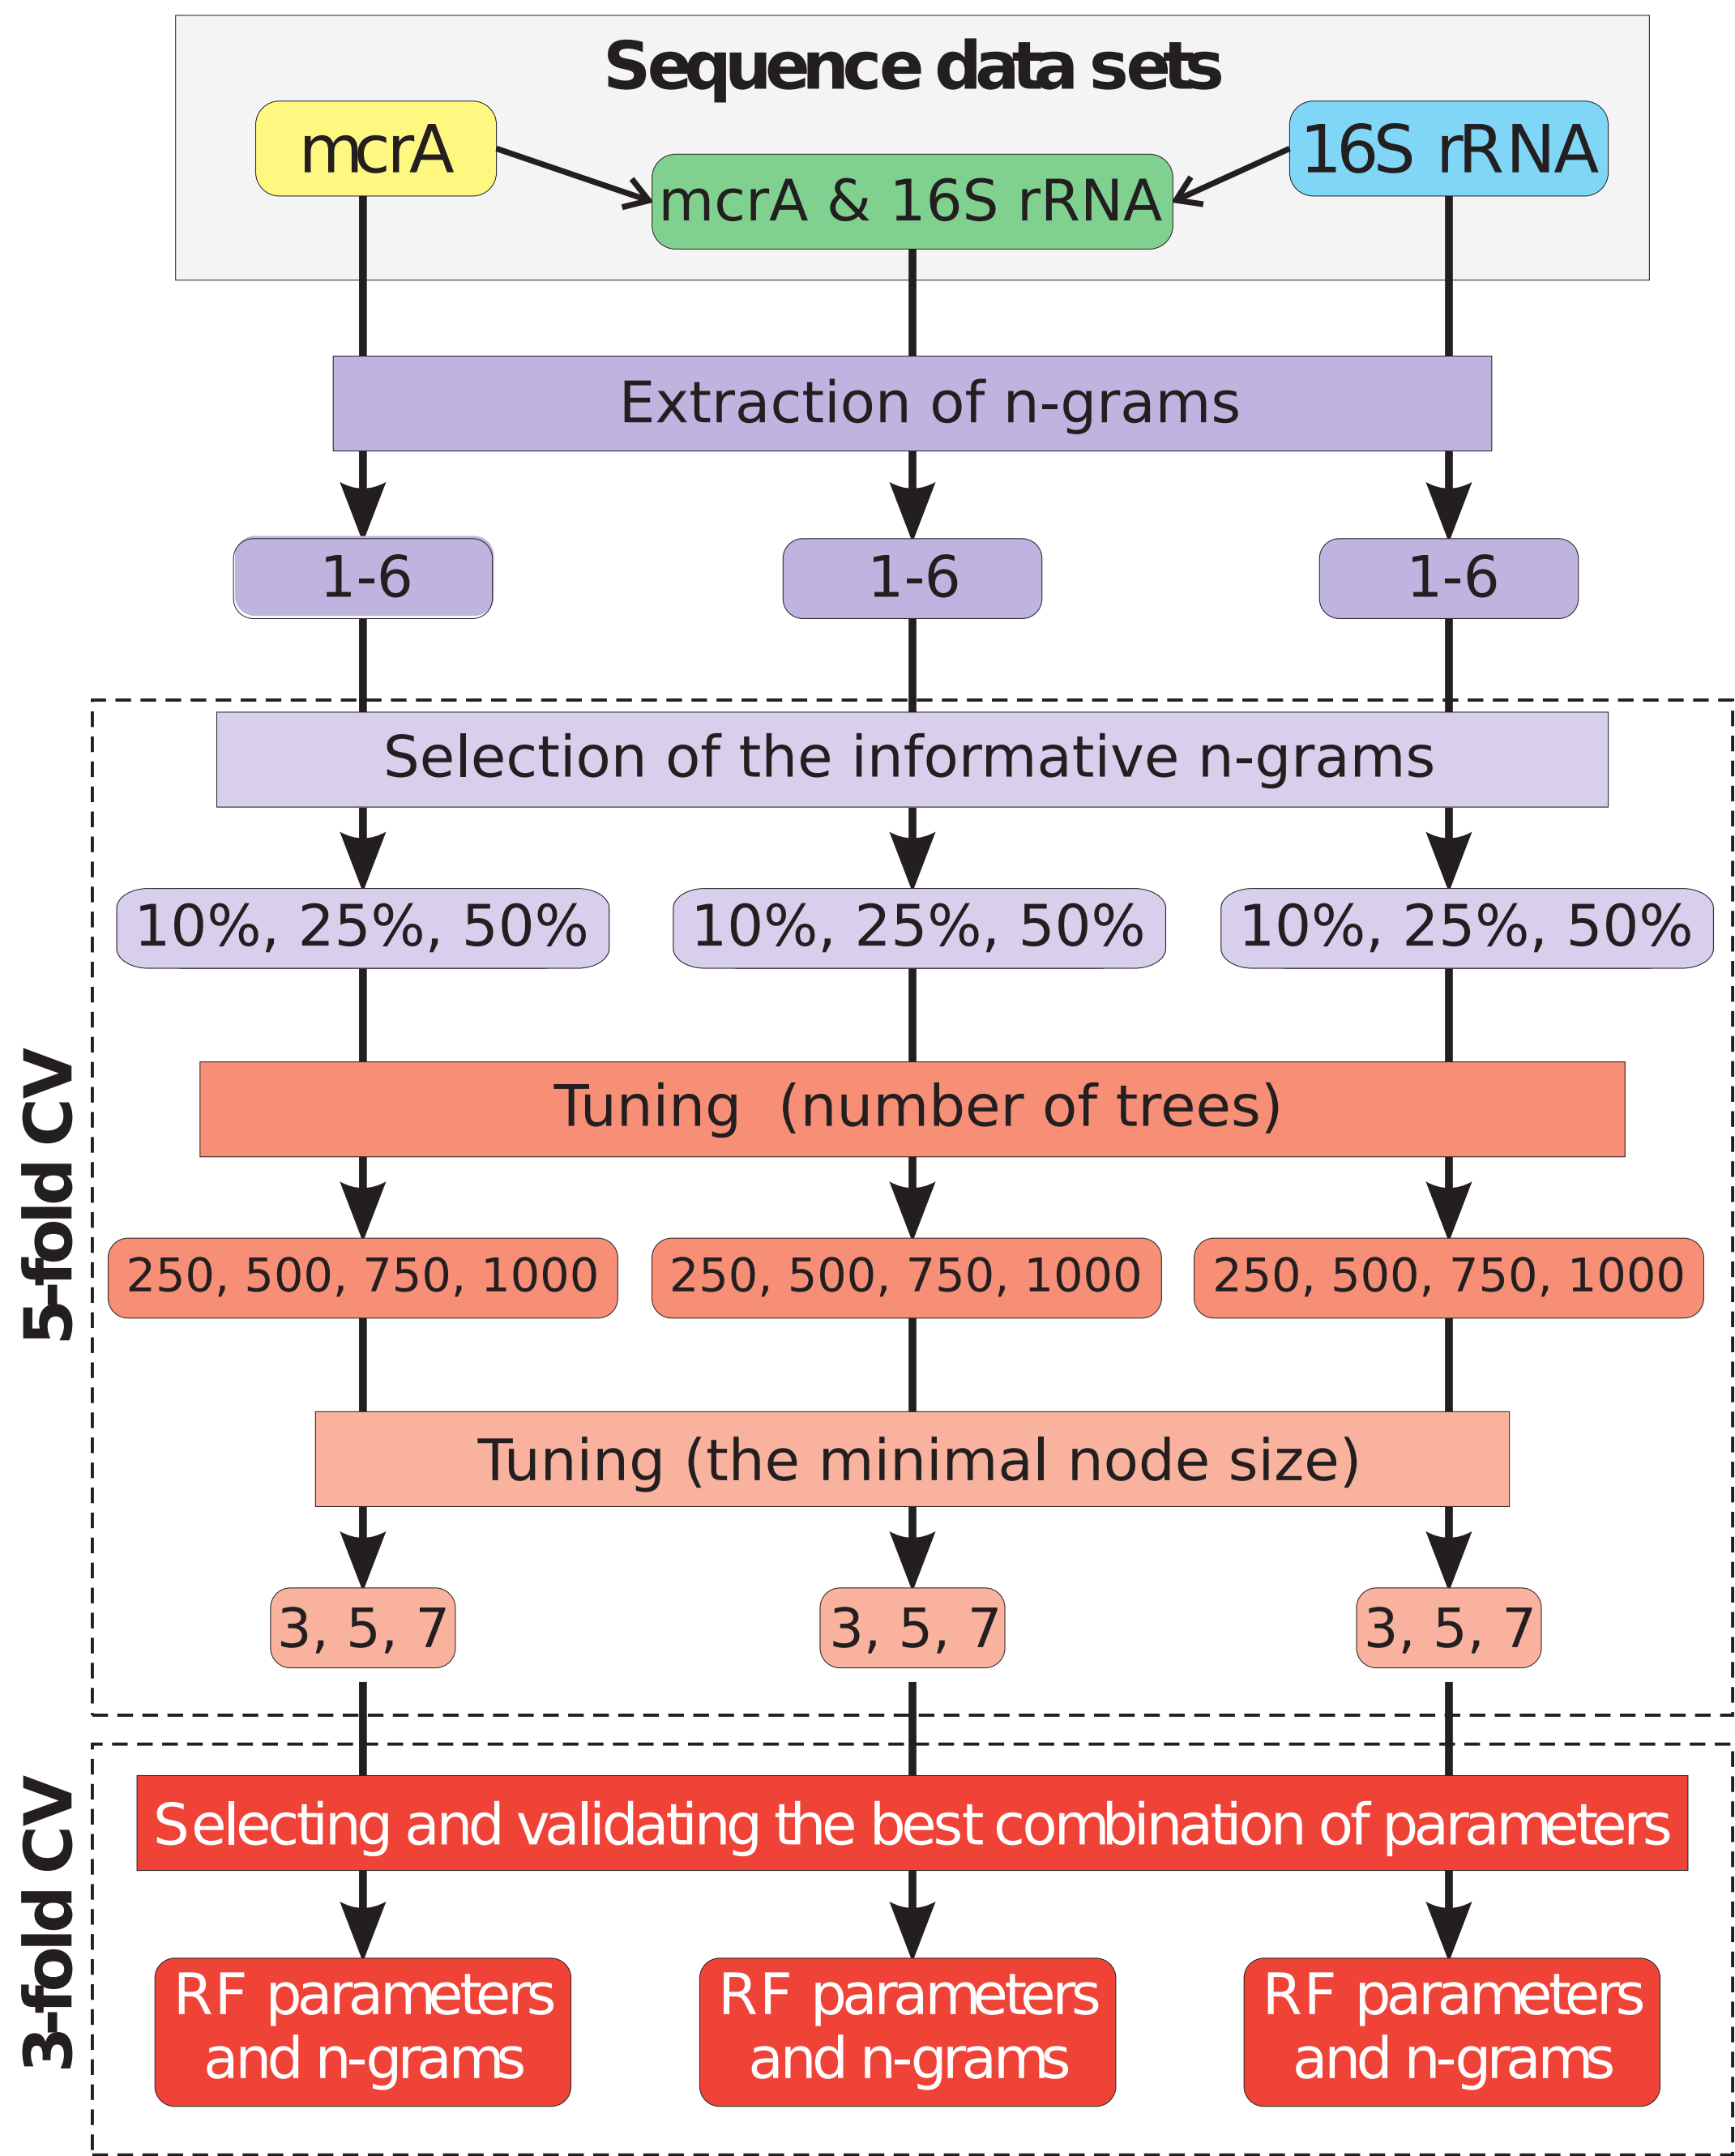 Sequence data sets
mcrA
16S rRNA
mcrA & 16S rRNA
Extraction of n-grams
1-6
1-6
1-6
Selection of the informative n-grams
10%, 25%, 50%
10%, 25%, 50%
10%, 25%, 50%
Tuning (number of trees)
250, 500, 750, 1000
250, 500, 750, 1000
250, 500, 750, 1000
Tuning (the minimal node size)
3, 5, 7
3, 5, 7
3, 5, 7
5-fold CV
Selecting and validating the best combination of parameters
RF parameters
and n-grams
RF parameters
and n-grams
RF parameters
and n-grams
3-fold CV